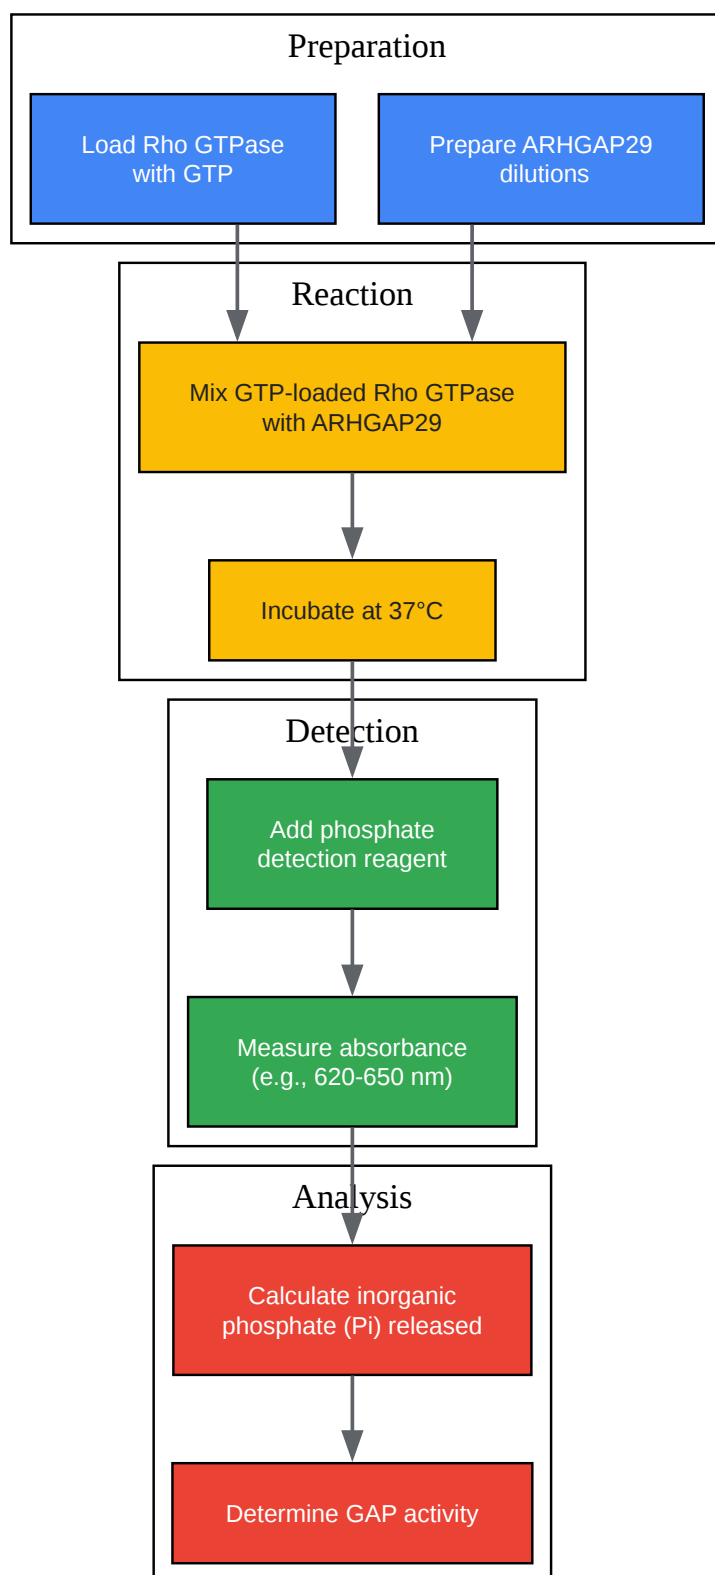 Preparation
Load Rho GTPase
with GTP
Prepare ARHGAP29
dilutions
Reaction
Mix GTP-loaded Rho GTPase
with ARHGAP29
Incubate at 37°C
Detection
Add phosphate
detection reagent
Measure absorbance
(e.g., 620-650 nm)
Analysis
Calculate inorganic
phosphate (Pi) released
Determine GAP activity